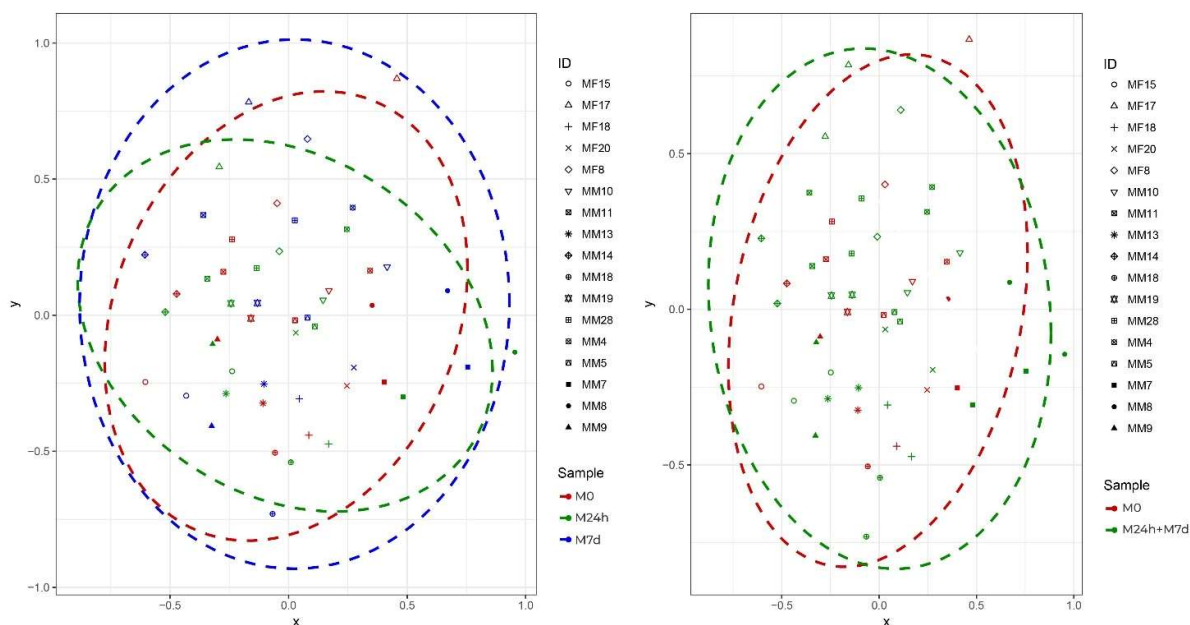 1.0
0.5
0.0
−0.5
−1.0
y
−0.5
0.0
0.5
1.0
x
ID
MF15
MF17
MF18
MF20
MF8
MM10
MM11
MM13
MM14
MM18
MM19
MM28
MM4
MM5
MM7
MM8
MM9
Sample
M0
M24h
M7d
0.5
0.0
−0.5
y
−0.5
0.0
0.5
1.0
x
ID
MF15
MF17
MF18
MF20
MF8
MM10
MM11
MM13
MM14
MM18
MM19
MM28
MM4
MM5
MM7
MM8
MM9
Sample
M0
M24h+M7d